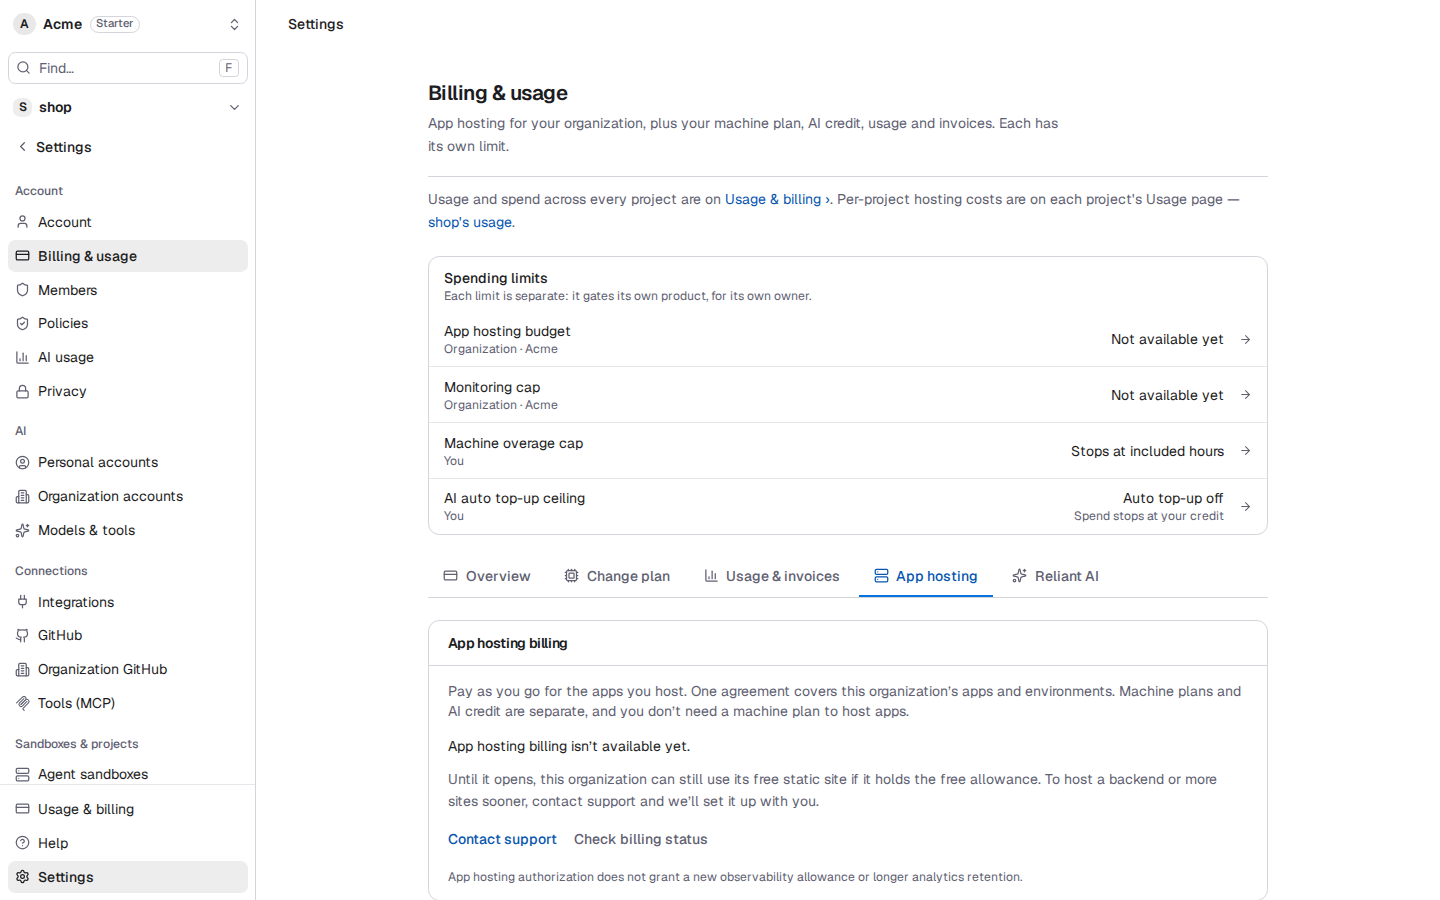 A Acme Starter
Find... F
S shop
Settings
Account
Account
Billing & usage
Members
Policies
AI usage
Privacy
AI
Personal accounts
Organization accounts
Models & tools
Connections
Integrations
GitHub
Organization GitHub
Tools (MCP)
Sandboxes & projects
Agent sandboxes
Usage & billing
Help
Settings
Settings
Billing & usage
App hosting for your organization, plus your machine plan, AI credit, usage and invoices. Each has
its own limit.
Usage and spend across every project are on Usage & billing ›. Per-project hosting costs are on each project's Usage page —
shop's usage.
Spending limits
Each limit is separate: it gates its own product, for its own owner.
App hosting budget
Organization · Acme
Not available yet
Monitoring cap
Organization · Acme
Not available yet
Machine overage cap
You
Stops at included hours
AI auto top-up ceiling
You
Auto top-up off
Spend stops at your credit
Overview Change plan Usage & invoices App hosting Reliant AI
App hosting billing
Pay as you go for the apps you host. One agreement covers this organization's apps and environments. Machine plans and
AI credit are separate, and you don't need a machine plan to host apps.
App hosting billing isn't available yet.
Until it opens, this organization can still use its free static site if it holds the free allowance. To host a backend or more
sites sooner, contact support and we'll set it up with you.
Contact support Check billing status
App hosting authorization does not grant a new observability allowance or longer analytics retention.